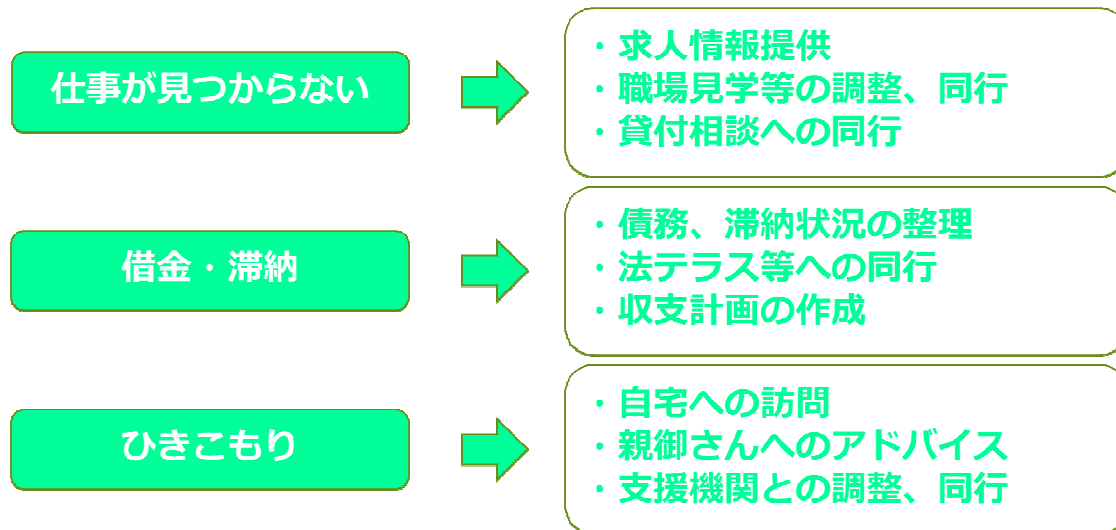 仕事が見つからない
・求人情報提供
・職場見学等の調整、同行
・貸付相談への同行
借金・滞納
・債務、滞納状況の整理
・法テラス等への同行
・収支計画の作成
ひきこもり
・自宅への訪問
・親御さんへのアドバイス
・支援機関との調整、同行